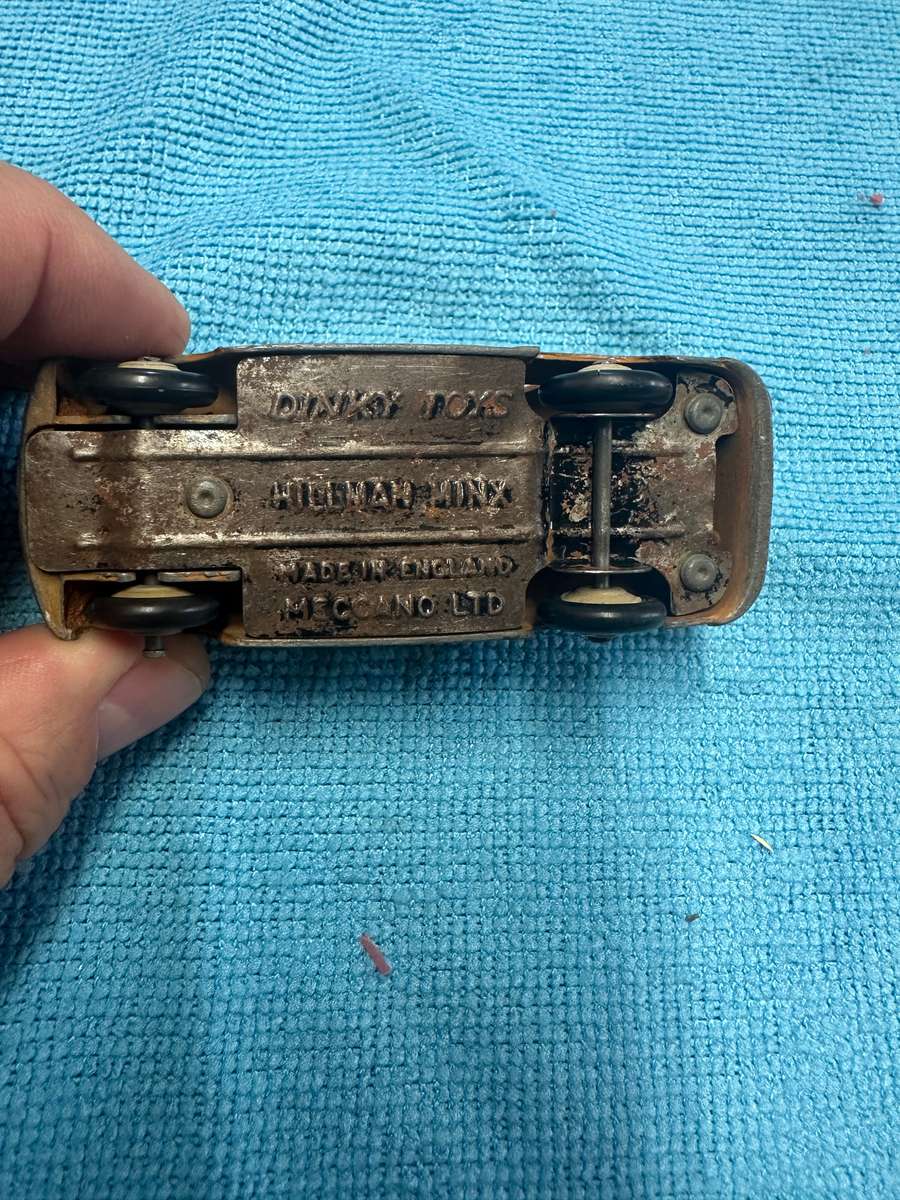 DINKY TOYS
HILLMAN MINX
MADE IN ENGLAND
MECCANO LTD